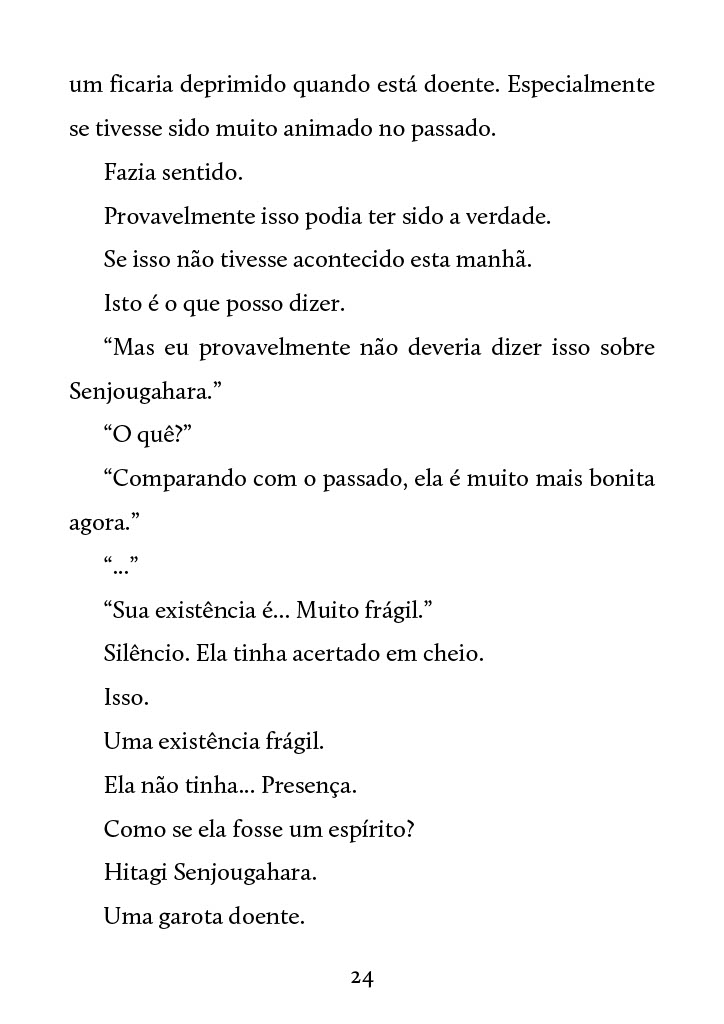 um ficaria deprimido quando está doente. Especialmente
se tivesse sido muito animado no passado.
Fazia sentido.
Provavelmente isso podia ter sido a verdade.
Se isso não tivesse acontecido esta manhã.
Isto é o que posso dizer.
“Mas eu provavelmente não deveria dizer isso sobre
Senjougahara.”
“O quê?”
“Comparando com o passado, ela é muito mais bonita
agora.”
“...”
“Sua existência é... Muito frágil.”
Silêncio. Ela tinha acertado em cheio.
Isso.
Uma existência frágil.
Ela não tinha... Presença.
Como se ela fosse um espírito?
Hitagi Senjougahara.
Uma garota doente.
24